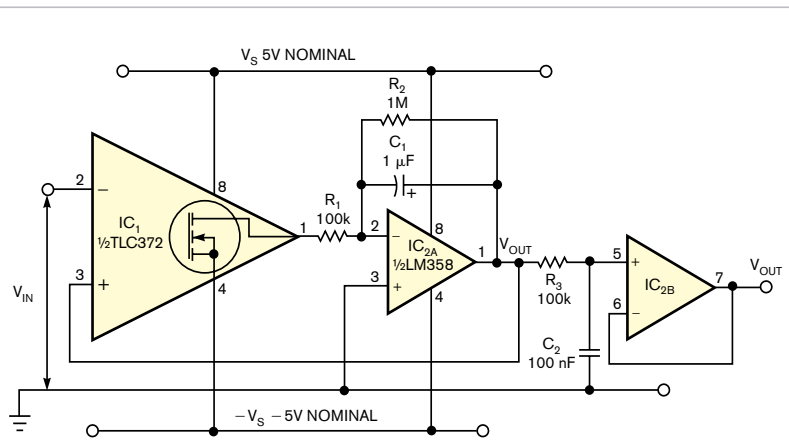 V_S 5V NOMINAL
R_2
1M
C_1
1 µF
+
V_IN
2
−
3
+
IC_1
½TLC372
8
4
1
R_1
100k
2
−
3
+
IC_2A
½LM358
8
4
1
V_OUT
R_3
100k
C_2
100 nF
5
+
6
−
IC_2B
7
V_OUT
−V_S −5V NOMINAL